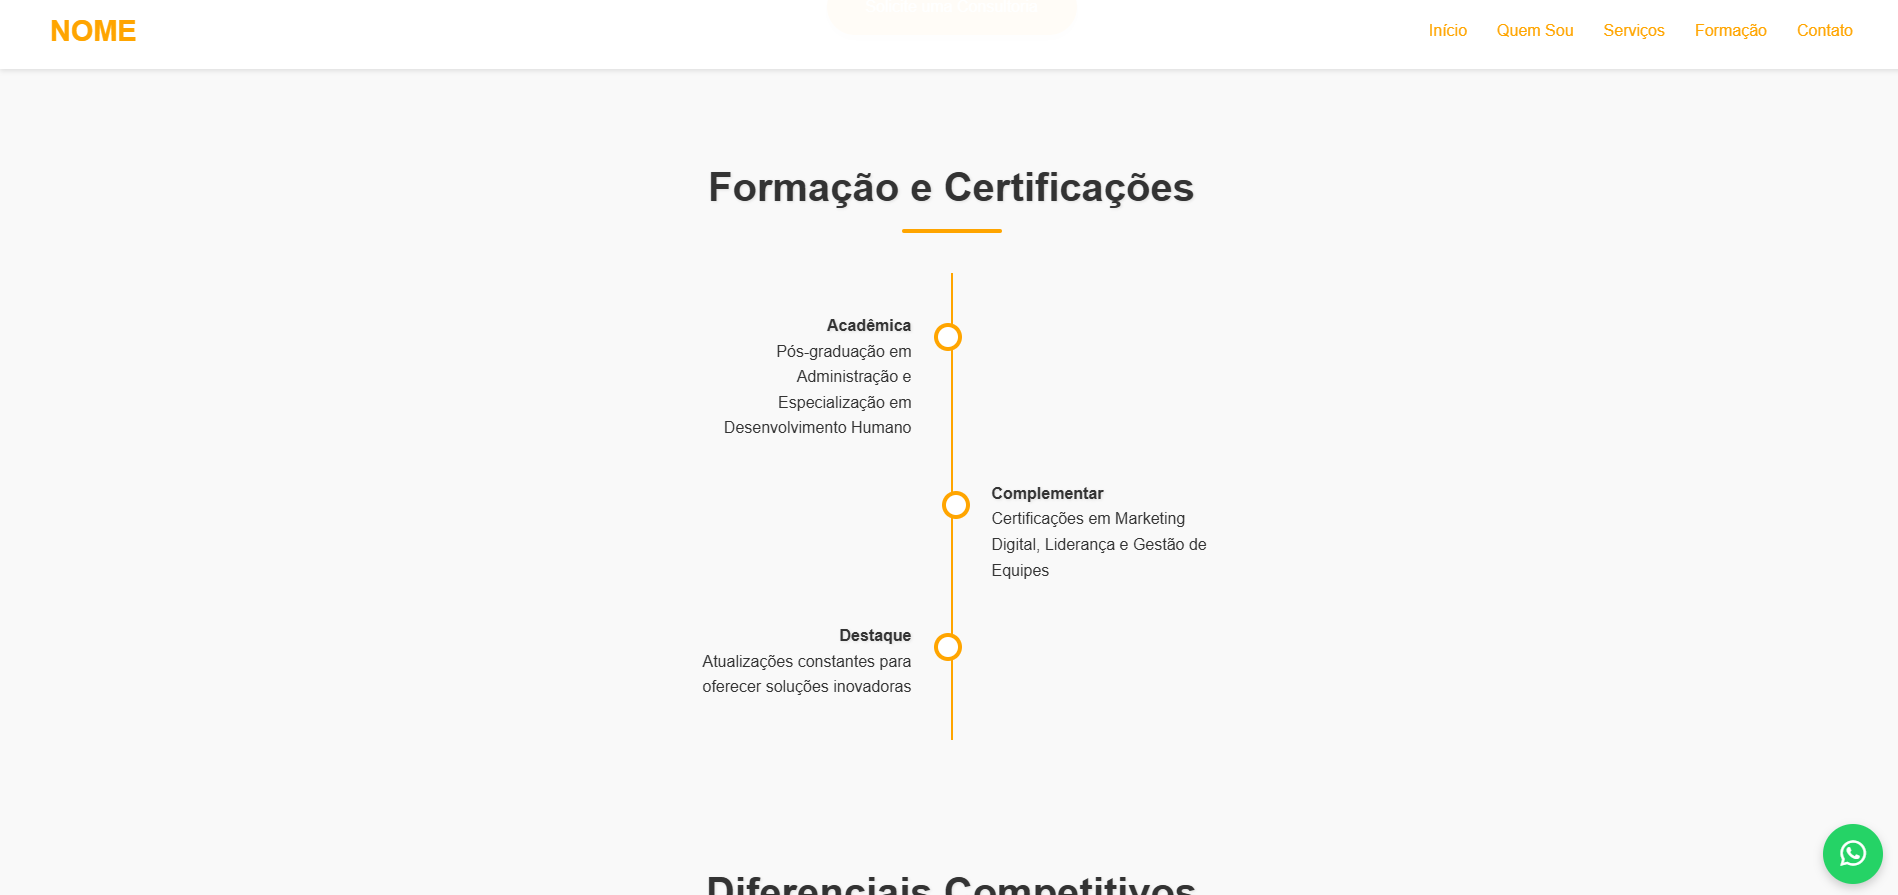 NOME
Início
Quem Sou
Serviços
Formação
Contato
Formação e Certificações
Acadêmica
Pós-graduação em
Administração e
Especialização em
Desenvolvimento Humano
Complementar
Certificações em Marketing
Digital, Liderança e Gestão de
Equipes
Destaque
Atualizações constantes para
oferecer soluções inovadoras
Diferenciais Competitivos